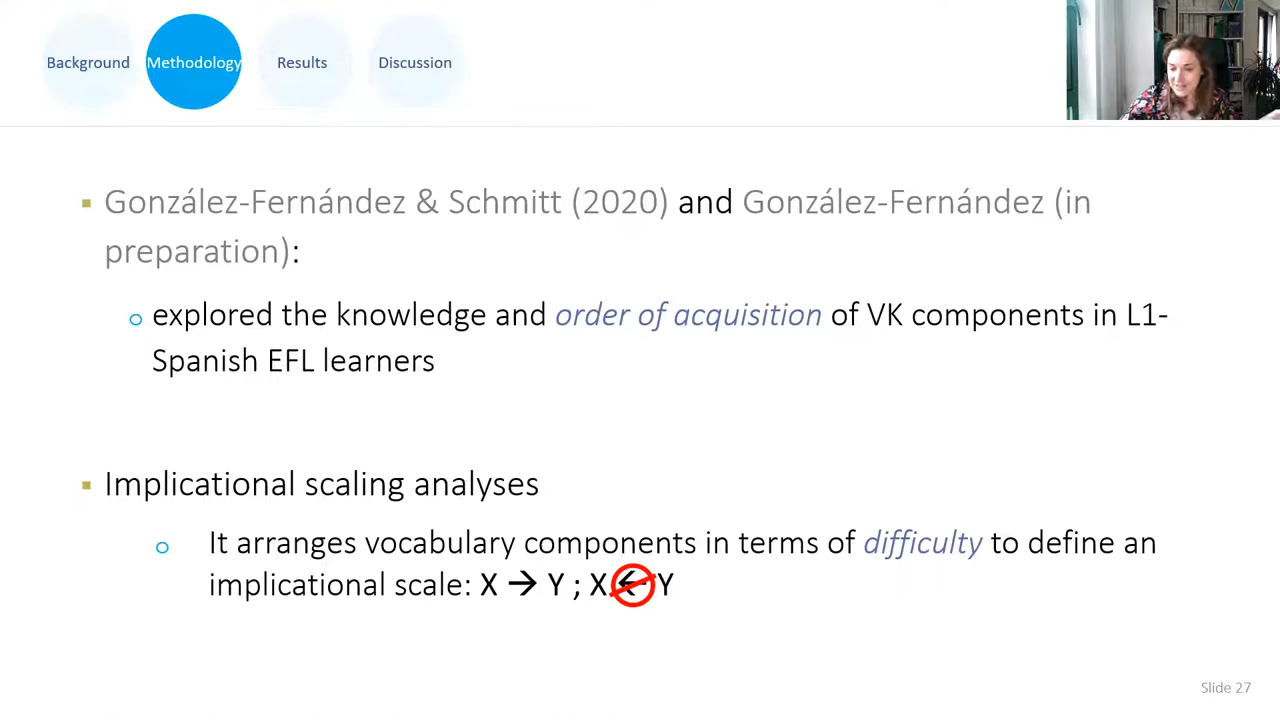 Background Methodology Results Discussion
▪ González-Fernández & Schmitt (2020) and González-Fernández (in
preparation):
o explored the knowledge and order of acquisition of VK components in L1-
Spanish EFL learners
▪ Implicational scaling analyses
o It arranges vocabulary components in terms of difficulty to define an
implicational scale: X → Y ; X ← Y
Slide 27